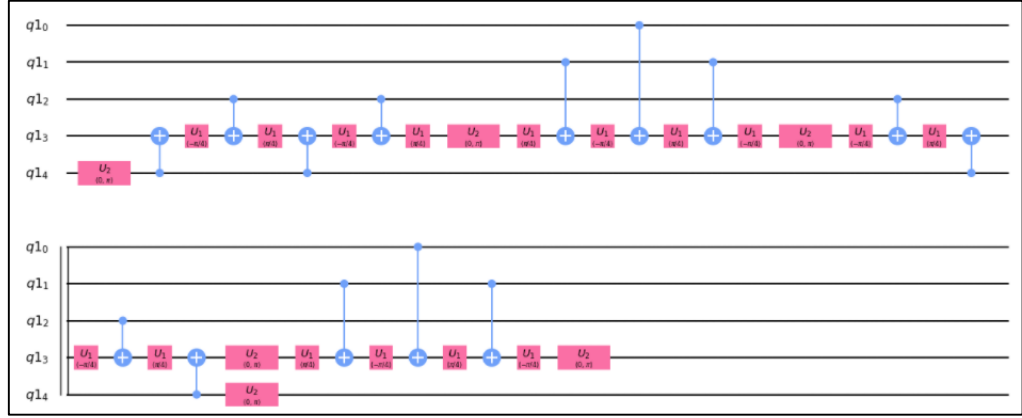 q1₀
q1₁
q1₂
q1₃ U₁ U₁ U₁ U₁ U₂ U₁ U₁ U₁ U₁ U₂ U₁ U₁
(-π/4) (π/4) (-π/4) (π/4) (0, π) (π/4) (-π/4) (π/4) (-π/4) (0, π) (-π/4) (π/4)
q1₄ U₂
(0, π)
q1₀
q1₁
q1₂
q1₃ U₁ U₁ U₂ U₁ U₁ U₁ U₁ U₂
(-π/4) (π/4) (0, π) (π/4) (-π/4) (π/4) (-π/4) (0, π)
q1₄ U₂
(0, π)